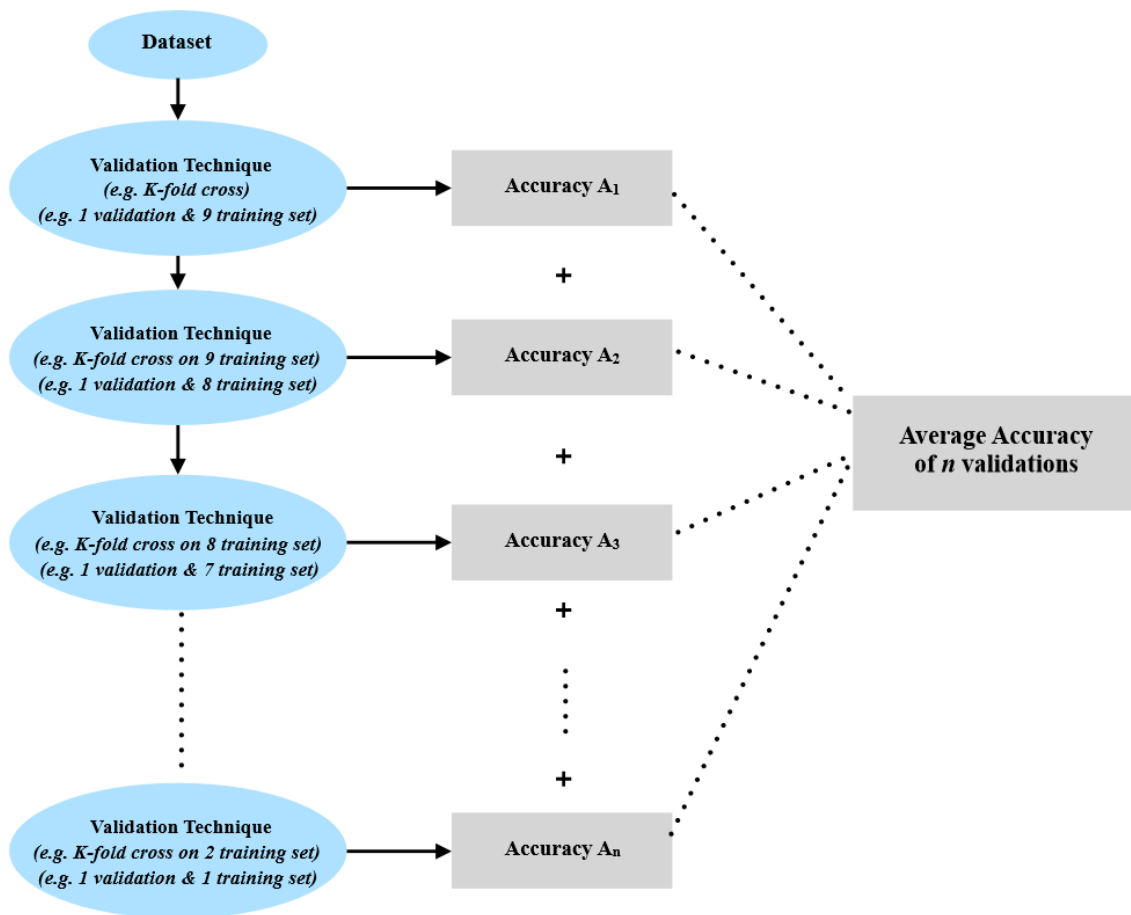 Dataset
Validation Technique
(e.g. K-fold cross)
(e.g. 1 validation & 9 training set)
Accuracy A₁
+
Validation Technique
(e.g. K-fold cross on 9 training set)
(e.g. 1 validation & 8 training set)
Accuracy A₂
+
Average Accuracy
of n validations
Validation Technique
(e.g. K-fold cross on 8 training set)
(e.g. 1 validation & 7 training set)
Accuracy A₃
+
+
Validation Technique
(e.g. K-fold cross on 2 training set)
(e.g. 1 validation & 1 training set)
Accuracy Aₙ